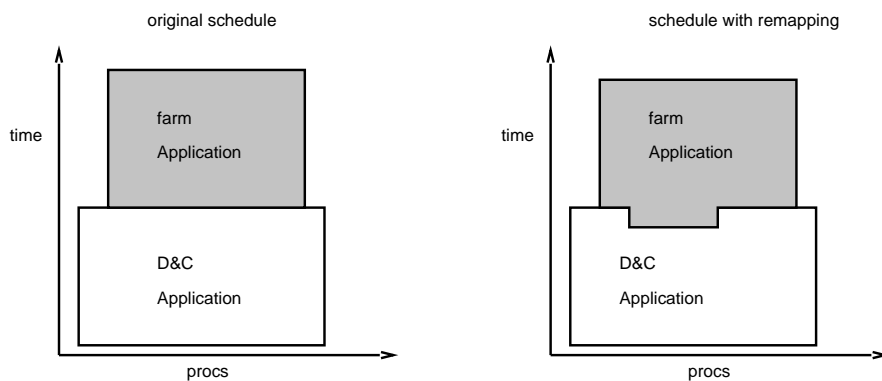 original schedule
time
farm
Application
D&C
Application
procs
schedule with remapping
time
farm
Application
D&C
Application
procs